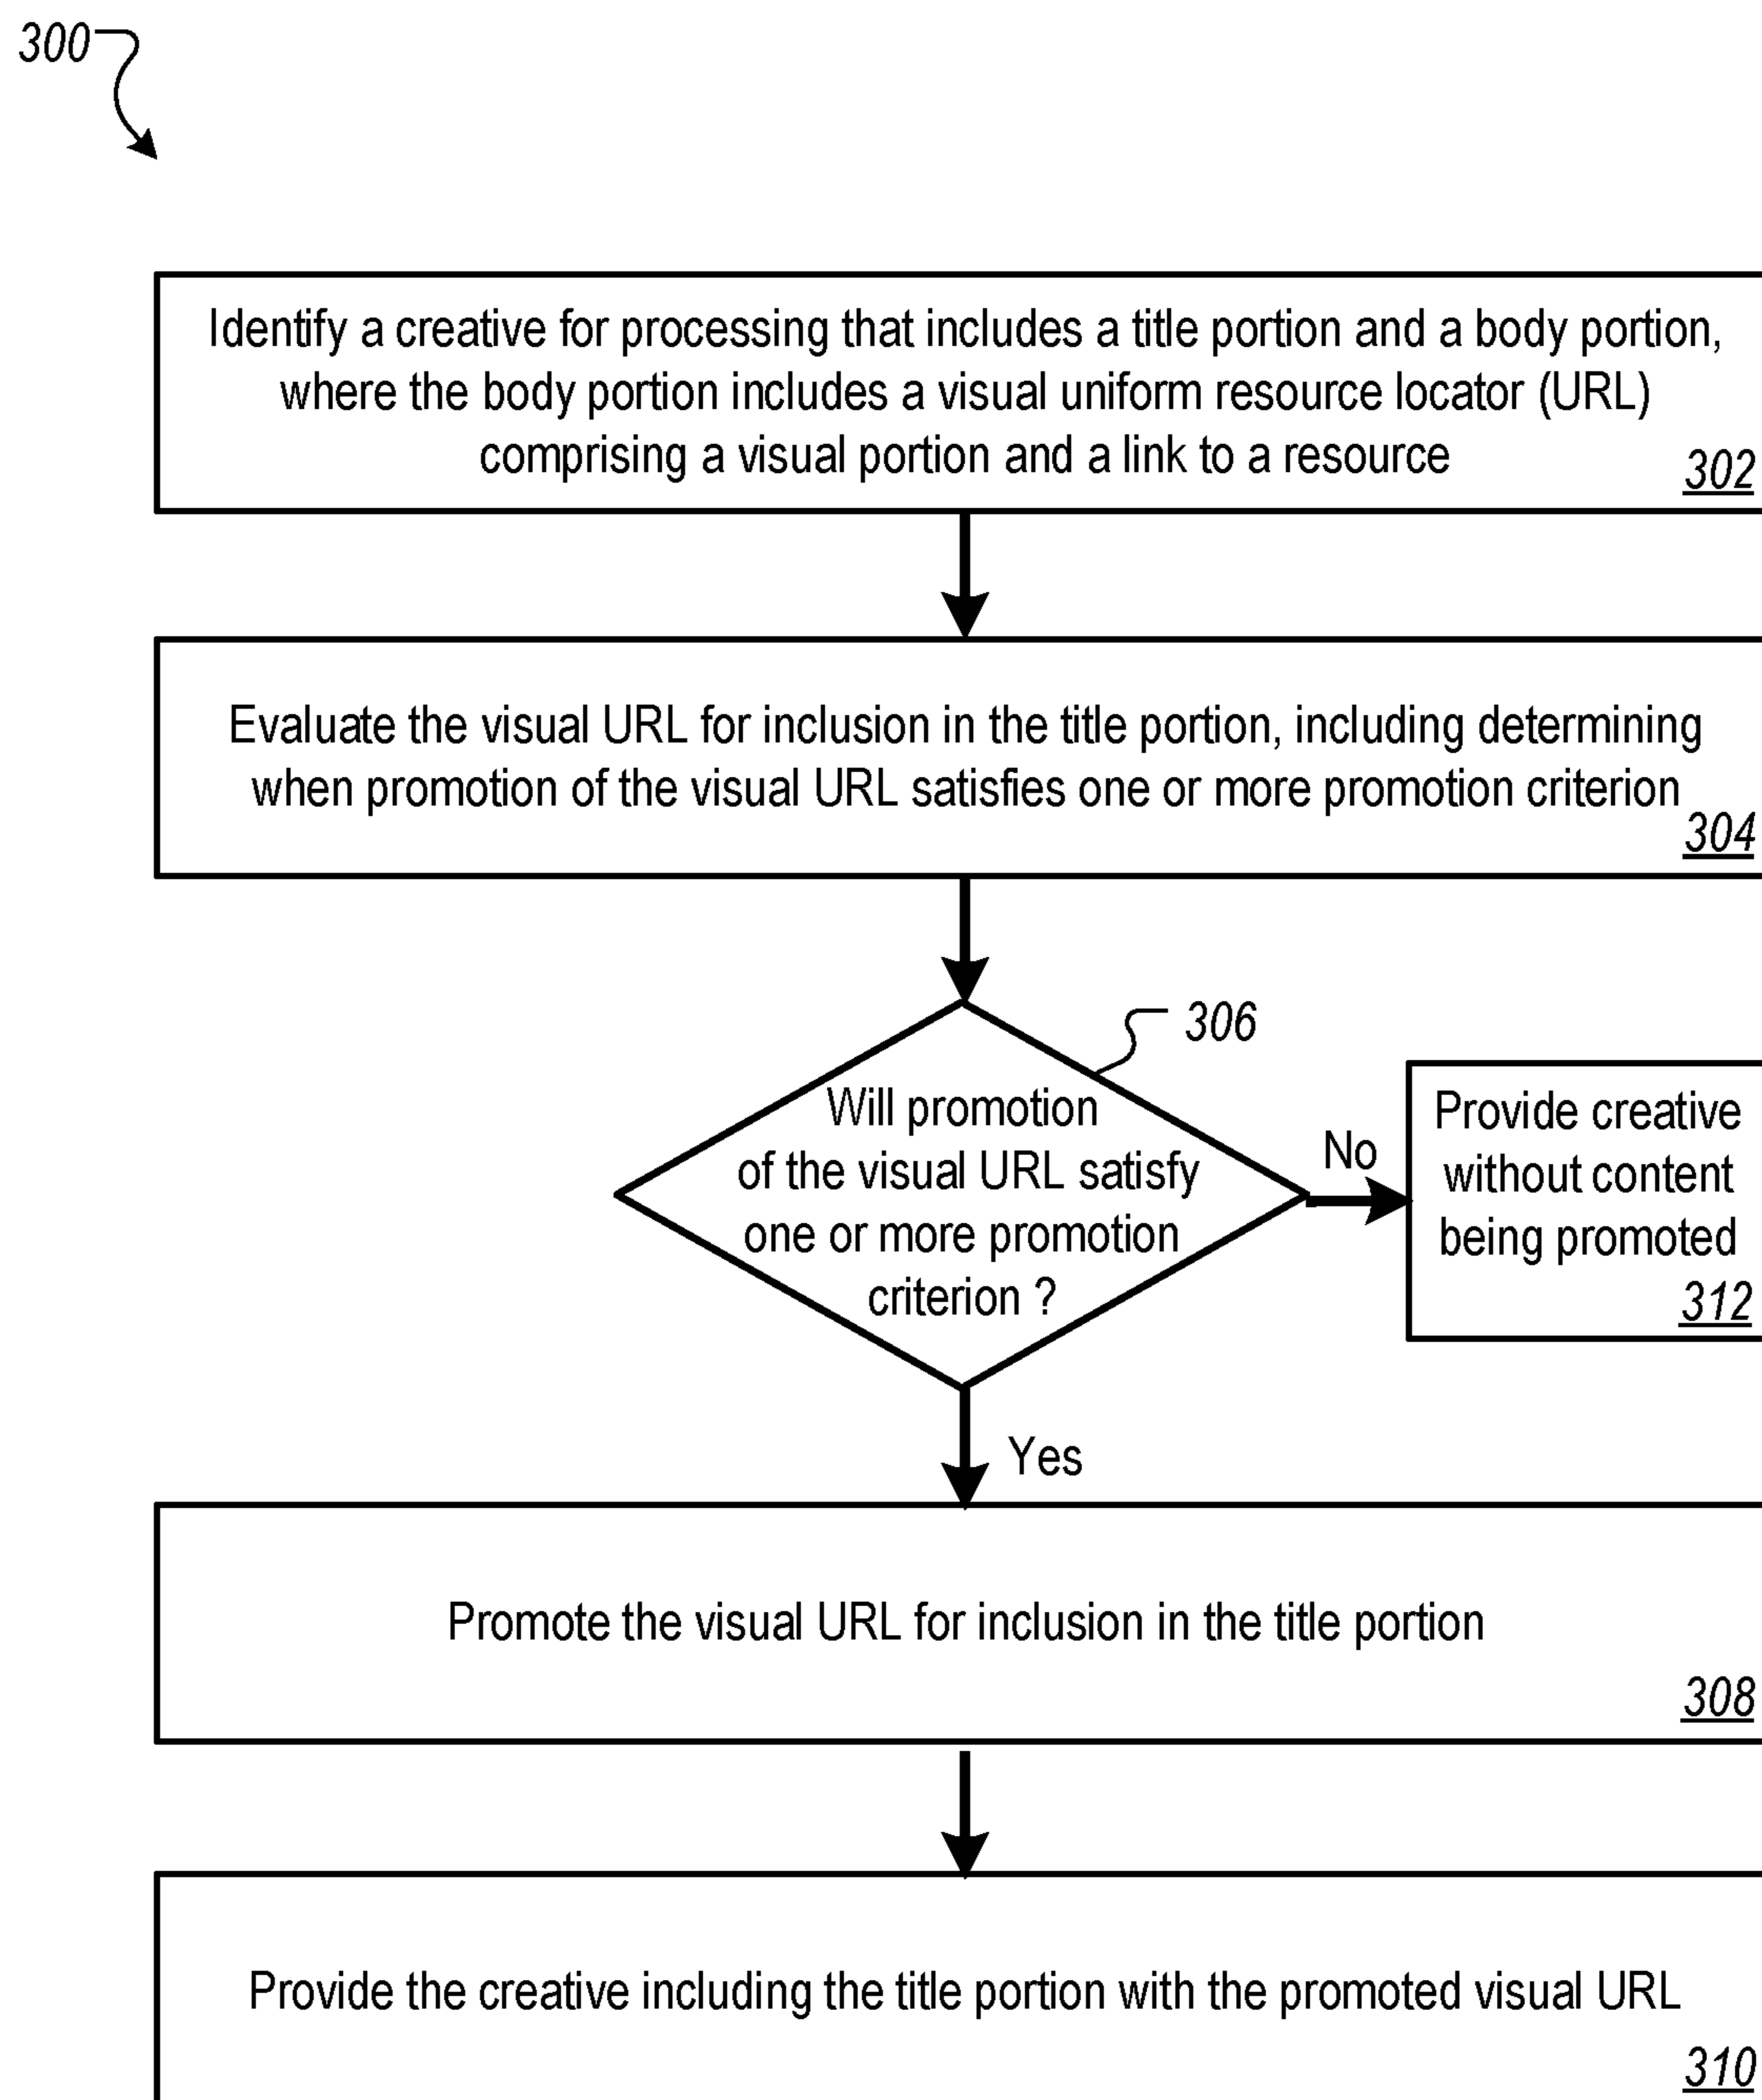 300
Identify a creative for processing that includes a title portion and a body portion,
where the body portion includes a visual uniform resource locator (URL)
comprising a visual portion and a link to a resource
302
Evaluate the visual URL for inclusion in the title portion, including determining
when promotion of the visual URL satisfies one or more promotion criterion
304
306
Will promotion
of the visual URL satisfy
one or more promotion
criterion ?
No
Provide creative
without content
being promoted
312
Yes
Promote the visual URL for inclusion in the title portion
308
Provide the creative including the title portion with the promoted visual URL
310